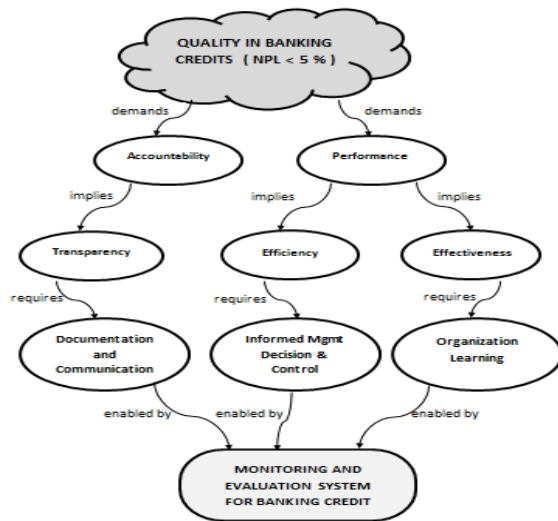 QUALITY IN BANKING
CREDITS ( NPL < 5 % )
demands
demands
Accountability
Performance
implies
implies
implies
Transparency
Efficiency
Effectiveness
requires
requires
requires
Documentation
and
Communication
Informed Mgmt
Decision &
Control
Organization
Learning
enabled by
enabled by
enabled by
MONITORING AND
EVALUATION SYSTEM
FOR BANKING CREDIT